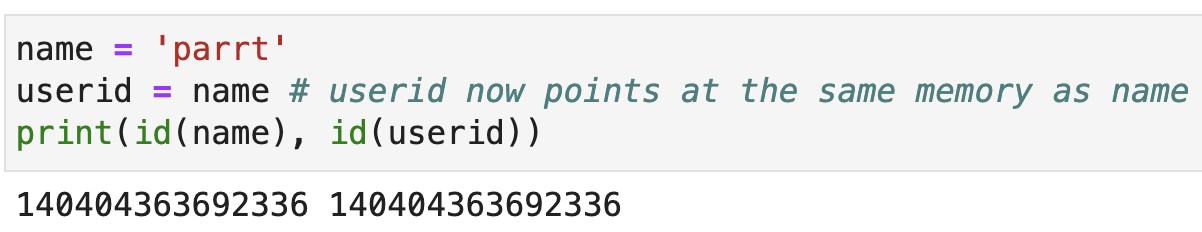 name = 'parrt'
userid = name # userid now points at the same memory as name
print(id(name), id(userid))
140404363692336 140404363692336